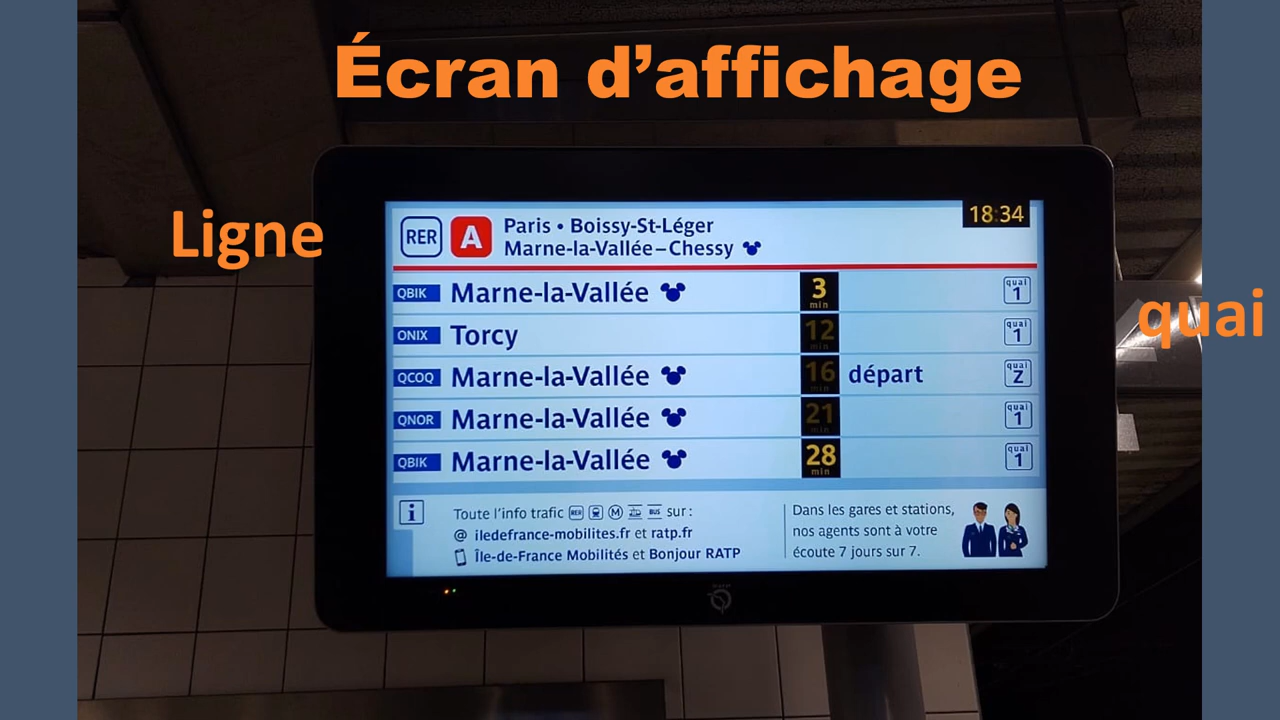 Écran d’affichage
Ligne
quai
RER A Paris • Boissy-St-Léger
Marne-la-Vallée – Chessy
18:34
QBIK Marne-la-Vallée 3 min quai 1
ONIX Torcy 12 min quai 1
QCOQ Marne-la-Vallée 16 min départ quai Z
QNOR Marne-la-Vallée 21 min quai 1
QBIK Marne-la-Vallée 28 min quai 1
i
Toute l'info trafic RER M BUS sur :
@ iledefrance-mobilites.fr et ratp.fr
Île-de-France Mobilités et Bonjour RATP
Dans les gares et stations,
nos agents sont à votre
écoute 7 jours sur 7.